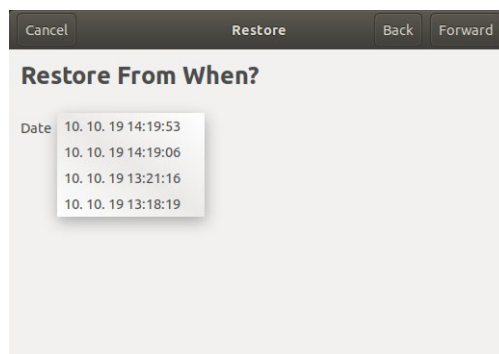 Cancel Restore Back Forward
Restore From When?
Date 10. 10. 19 14:19:53
10. 10. 19 14:19:06
10. 10. 19 13:21:16
10. 10. 19 13:18:19